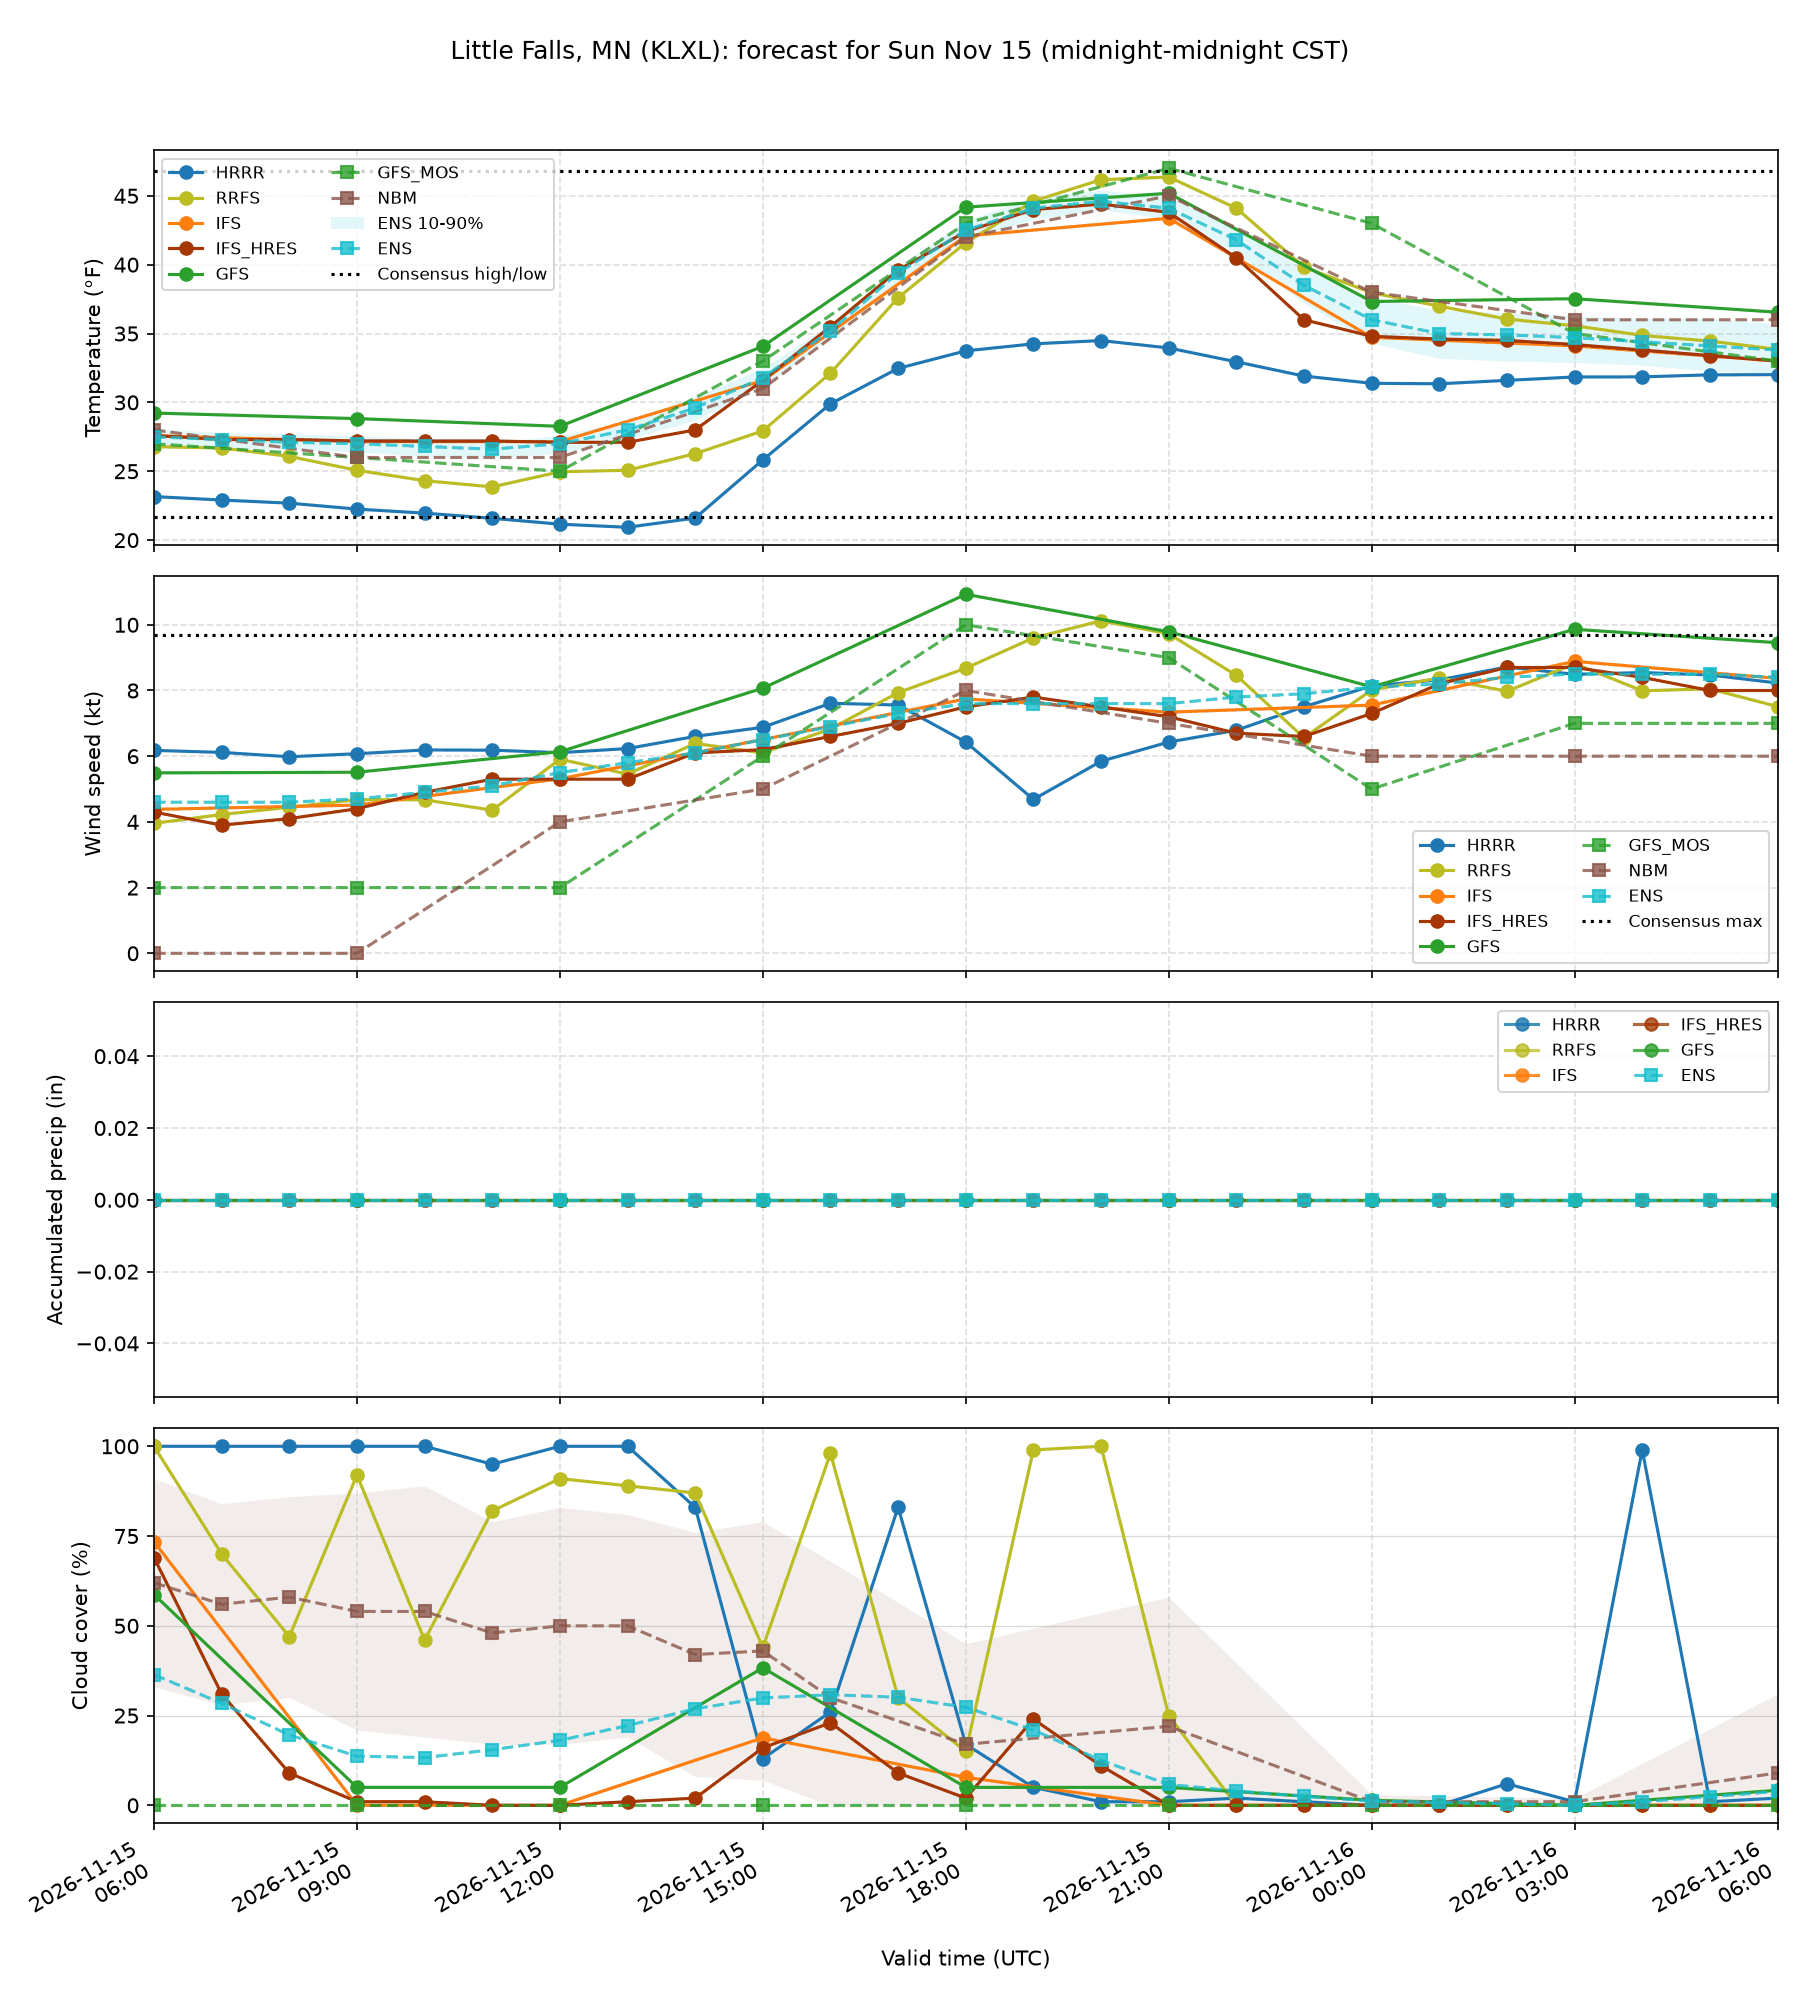 Little Falls, MN (KLXL): forecast for Sun Nov 15 (midnight-midnight CST)
Temperature (°F)
45
40
35
30
25
20
HRRR
RRFS
IFS
IFS_HRES
GFS
GFS_MOS
NBM
ENS 10-90%
ENS
Consensus high/low
Wind speed (kt)
10
8
6
4
2
0
HRRR
RRFS
IFS
IFS_HRES
GFS
GFS_MOS
NBM
ENS
Consensus max
Accumulated precip (in)
0.04
0.02
0.00
−0.02
−0.04
HRRR
RRFS
IFS
IFS_HRES
GFS
ENS
Cloud cover (%)
100
75
50
25
0
2026-11-15
06:00
2026-11-15
09:00
2026-11-15
12:00
2026-11-15
15:00
2026-11-15
18:00
2026-11-15
21:00
2026-11-16
00:00
2026-11-16
03:00
2026-11-16
06:00
Valid time (UTC)